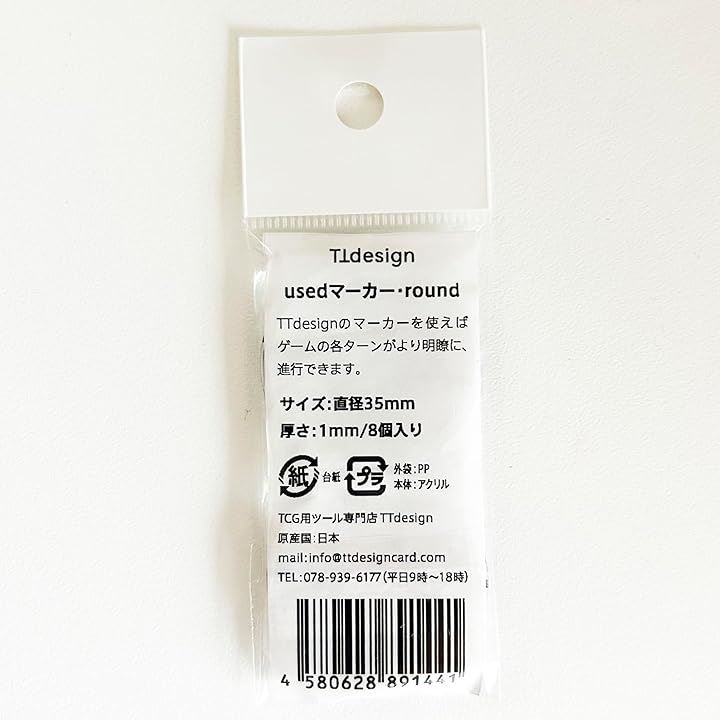 TTdesign
usedマーカー・round
TTdesignのマーカーを使えば
ゲームの各ターンがより明瞭に、
進行できます。
サイズ:直径35mm
厚さ:1mm/8個入り
紙 台紙 プラ 外袋:PP
本体:アクリル
TCG用ツール専門店 TTdesign
原産国:日本
mail:info@ttdesigncard.com
TEL:078-939-6177(平日9時〜18時)
4 580628 891441